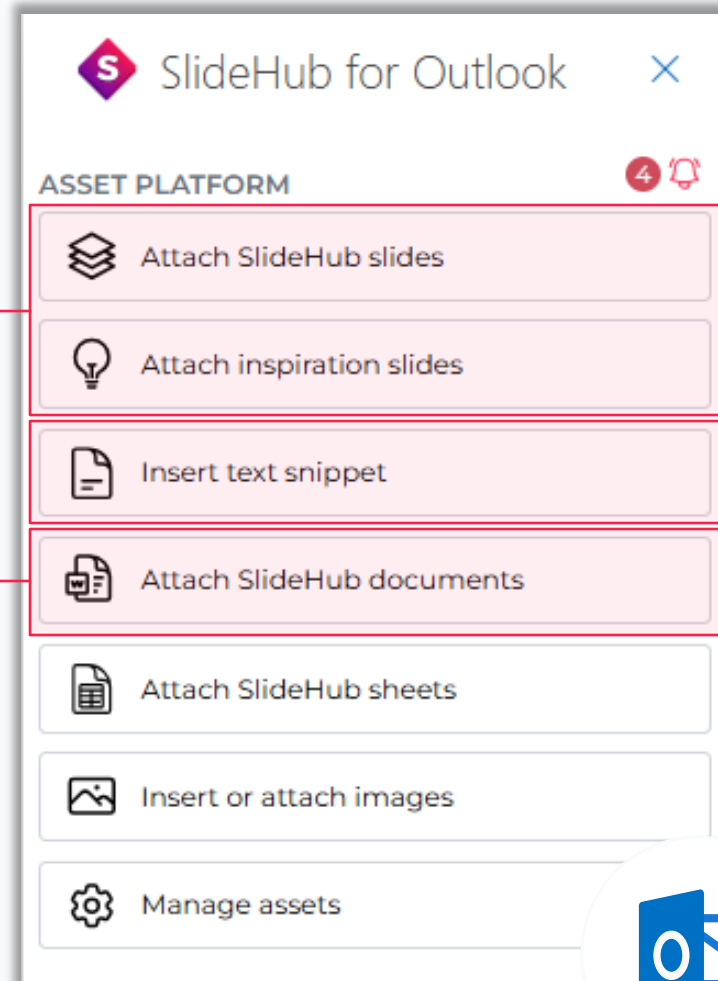 S SlideHub for Outlook
ASSET PLATFORM 4
Attach SlideHub slides
Attach inspiration slides
Insert text snippet
W Attach SlideHub documents
Attach SlideHub sheets
Insert or attach images
Manage assets
O